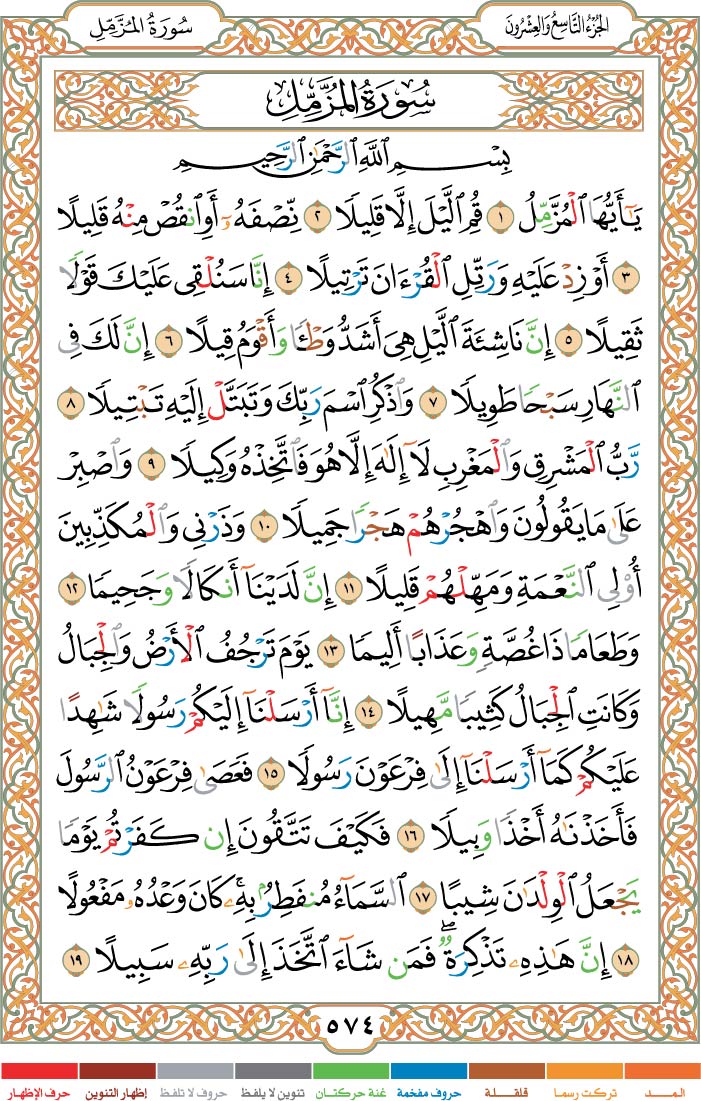 الجُزْءُ التَّاسِعُ وَالعِشْرُونَ
سُورَةُ المُزَّمِّلِ
سُورَةُ المُزَّمِّلِ
بِسْمِ اللَّهِ الرَّحْمَٰنِ الرَّحِيمِ
يَٰٓأَيُّهَا ٱلْمُزَّمِّلُ ١ قُمِ ٱلَّيْلَ إِلَّا قَلِيلًا ٢ نِّصْفَهُۥٓ أَوِ ٱنقُصْ مِنْهُ قَلِيلًا
٣ أَوْ زِدْ عَلَيْهِ وَرَتِّلِ ٱلْقُرْءَانَ تَرْتِيلًا ٤ إِنَّا سَنُلْقِى عَلَيْكَ قَوْلًا
ثَقِيلًا ٥ إِنَّ نَاشِئَةَ ٱلَّيْلِ هِىَ أَشَدُّ وَطْـًٔا وَأَقْوَمُ قِيلًا ٦ إِنَّ لَكَ فِى
ٱلنَّهَارِ سَبْحًا طَوِيلًا ٧ وَٱذْكُرِ ٱسْمَ رَبِّكَ وَتَبَتَّلْ إِلَيْهِ تَبْتِيلًا ٨
رَّبُّ ٱلْمَشْرِقِ وَٱلْمَغْرِبِ لَآ إِلَٰهَ إِلَّا هُوَ فَٱتَّخِذْهُ وَكِيلًا ٩ وَٱصْبِرْ
عَلَىٰ مَا يَقُولُونَ وَٱهْجُرْهُمْ هَجْرًا جَمِيلًا ١٠ وَذَرْنِى وَٱلْمُكَذِّبِينَ
أُو۟لِى ٱلنَّعْمَةِ وَمَهِّلْهُمْ قَلِيلًا ١١ إِنَّ لَدَيْنَآ أَنكَالًا وَجَحِيمًا ١٢
وَطَعَامًا ذَا غُصَّةٍ وَعَذَابًا أَلِيمًا ١٣ يَوْمَ تَرْجُفُ ٱلْأَرْضُ وَٱلْجِبَالُ
وَكَانَتِ ٱلْجِبَالُ كَثِيبًا مَّهِيلًا ١٤ إِنَّآ أَرْسَلْنَآ إِلَيْكُمْ رَسُولًا شَٰهِدًا
عَلَيْكُمْ كَمَآ أَرْسَلْنَآ إِلَىٰ فِرْعَوْنَ رَسُولًا ١٥ فَعَصَىٰ فِرْعَوْنُ ٱلرَّسُولَ
فَأَخَذْنَٰهُ أَخْذًا وَبِيلًا ١٦ فَكَيْفَ تَتَّقُونَ إِن كَفَرْتُمْ يَوْمًا
يَجْعَلُ ٱلْوِلْدَٰنَ شِيبًا ١٧ ٱلسَّمَآءُ مُنفَطِرٌۢ بِهِۦ ۚ كَانَ وَعْدُهُۥ مَفْعُولًا
١٨ إِنَّ هَٰذِهِۦ تَذْكِرَةٌ ۖ فَمَن شَآءَ ٱتَّخَذَ إِلَىٰ رَبِّهِۦ سَبِيلًا ١٩
٥٧٤
المـد تركت رسما قلقلة حروف مفخمة غنة حركتان تنوين لا يلفظ حروف لا تلفظ إظهار التنوين حرف الإظهار